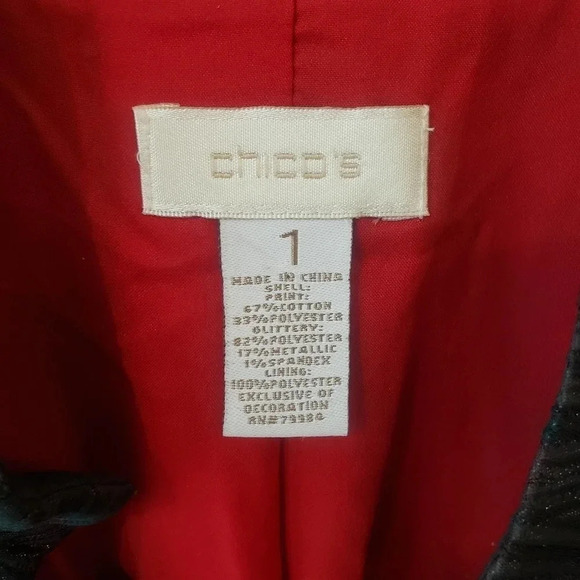 chico's
1
MADE IN CHINA
SHELL:
PRINT:
67%COTTON
33%POLYESTER
GLITTERY:
82%POLYESTER
17%METALLIC
1%SPANDEX
LINING:
100%POLYESTER
EXCLUSIVE OF
DECORATION
RN#79984